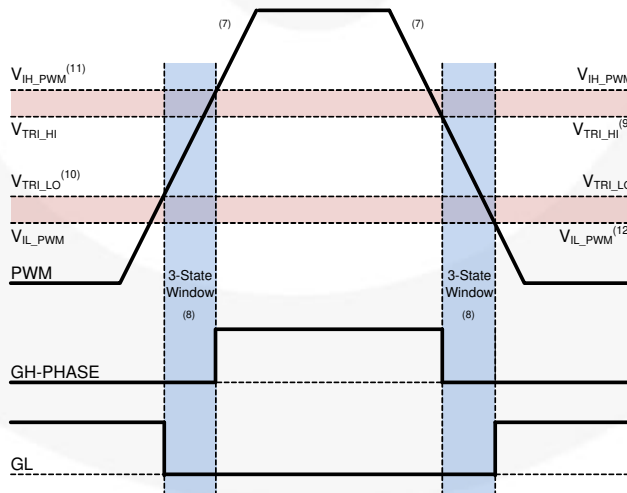 (7) (7)
V_IH_PWM(11) V_IH_PWM
V_TRI_HI V_TRI_HI(9
V_TRI_LO(10) V_TRI_LO
V_IL_PWM V_IL_PWM(12
PWM
3-State Window (8)
3-State Window (8)
GH-PHASE
GL